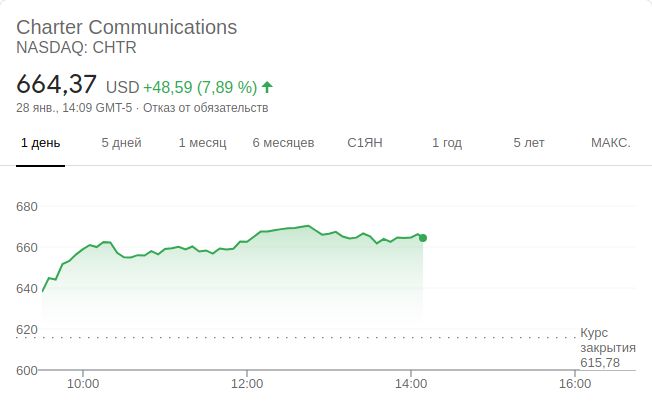 Charter Communications
NASDAQ: CHTR
664,37 USD +48,59 (7,89 %)
28 янв., 14:09 GMT-5 · Отказ от обязательств
1 день 5 дней 1 месяц 6 месяцев С1ЯН 1 год 5 лет МАКС.
680
660
640
620
Курс
закрытия
615,78
600
10:00 12:00 14:00 16:00